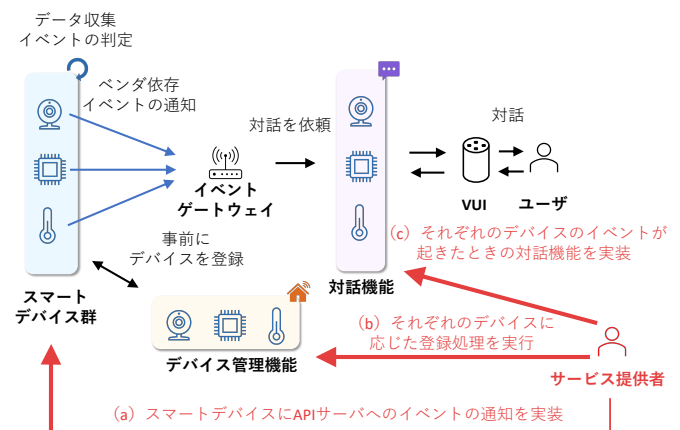 データ収集
イベントの判定
ベンダ依存
イベントの通知
対話を依頼
対話
イベント
ゲートウェイ
VUI
ユーザ
事前に
デバイスを登録
（c）それぞれのデバイスのイベントが
起きたときの対話機能を実装
対話機能
スマート
デバイス群
（b）それぞれのデバイスに
応じた登録処理を実行
デバイス管理機能
サービス提供者
（a）スマートデバイスにAPIサーバへのイベントの通知を実装